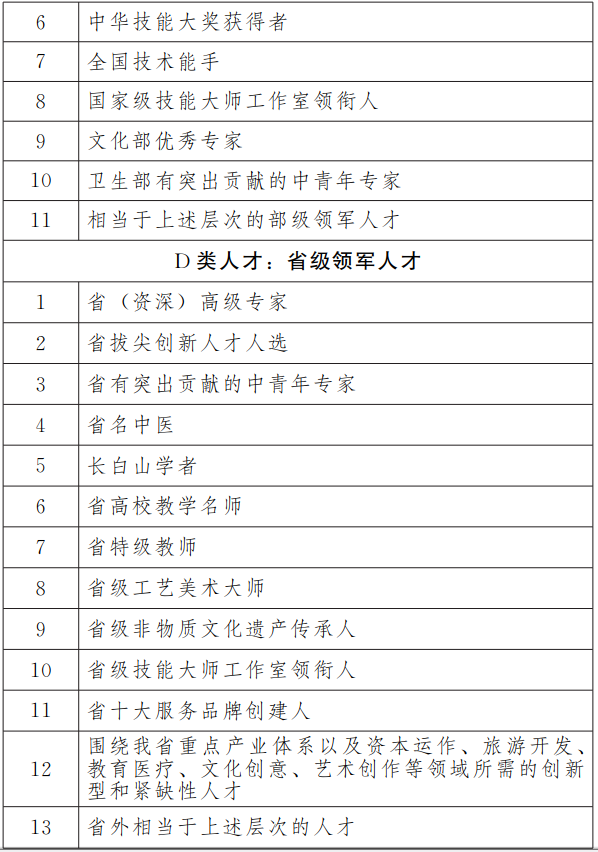 6 中华技能大奖获得者
7 全国技术能手
8 国家级技能大师工作室领衔人
9 文化部优秀专家
10 卫生部有突出贡献的中青年专家
11 相当于上述层次的部级领军人才
D 类人才：省级领军人才
1 省（资深）高级专家
2 省拔尖创新人才人选
3 省有突出贡献的中青年专家
4 省名中医
5 长白山学者
6 省高校教学名师
7 省特级教师
8 省级工艺美术大师
9 省级非物质文化遗产传承人
10 省级技能大师工作室领衔人
11 省十大服务品牌创建人
12 围绕我省重点产业体系以及资本运作、旅游开发、
教育医疗、文化创意、艺术创作等领域所需的创新
型和紧缺性人才
13 省外相当于上述层次的人才